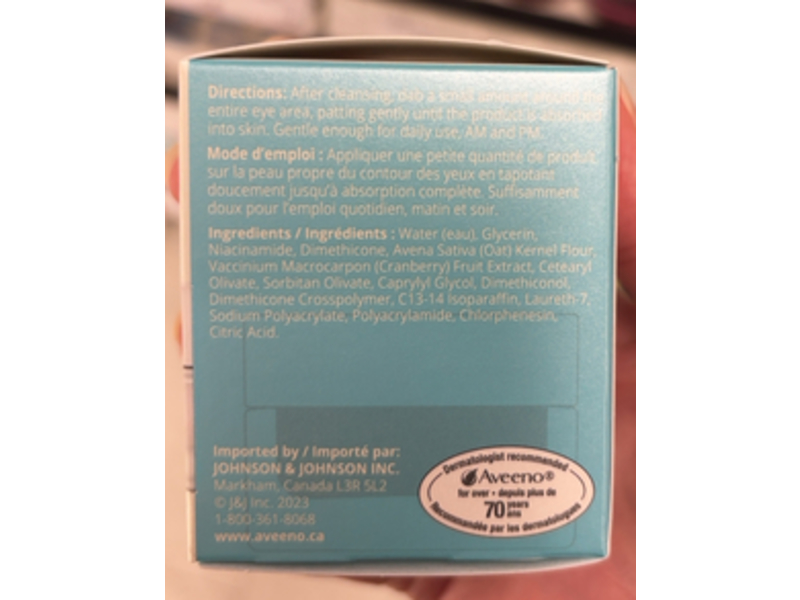 Directions: After cleansing, dab a small amount around the
entire eye area, patting gently until the product is absorbed
into skin. Gentle enough for daily use, AM and PM.
Mode d'emploi : Appliquer une petite quantité de produit
sur la peau propre du contour des yeux en tapotant
doucement jusqu'à absorption complète. Suffisamment
doux pour l'emploi quotidien, matin et soir.
Ingredients / Ingrédients : Water (eau), Glycerin,
Niacinamide, Dimethicone, Avena Sativa (Oat) Kernel Flour,
Vaccinium Macrocarpon (Cranberry) Fruit Extract, Cetearyl
Olivate, Sorbitan Olivate, Caprylyl Glycol, Dimethiconol,
Dimethicone Crosspolymer, C13-14 Isoparaffin, Laureth-7,
Sodium Polyacrylate, Polyacrylamide, Chlorphenesin,
Citric Acid.
Imported by / Importé par:
JOHNSON & JOHNSON INC.
Markham, Canada L3R 5L2
© J&J Inc. 2023
1-800-361-8068
www.aveeno.ca
Dermatologist recommended
Aveeno®
for over • depuis plus de
70 years
ans
Recommandée par les dermatologues